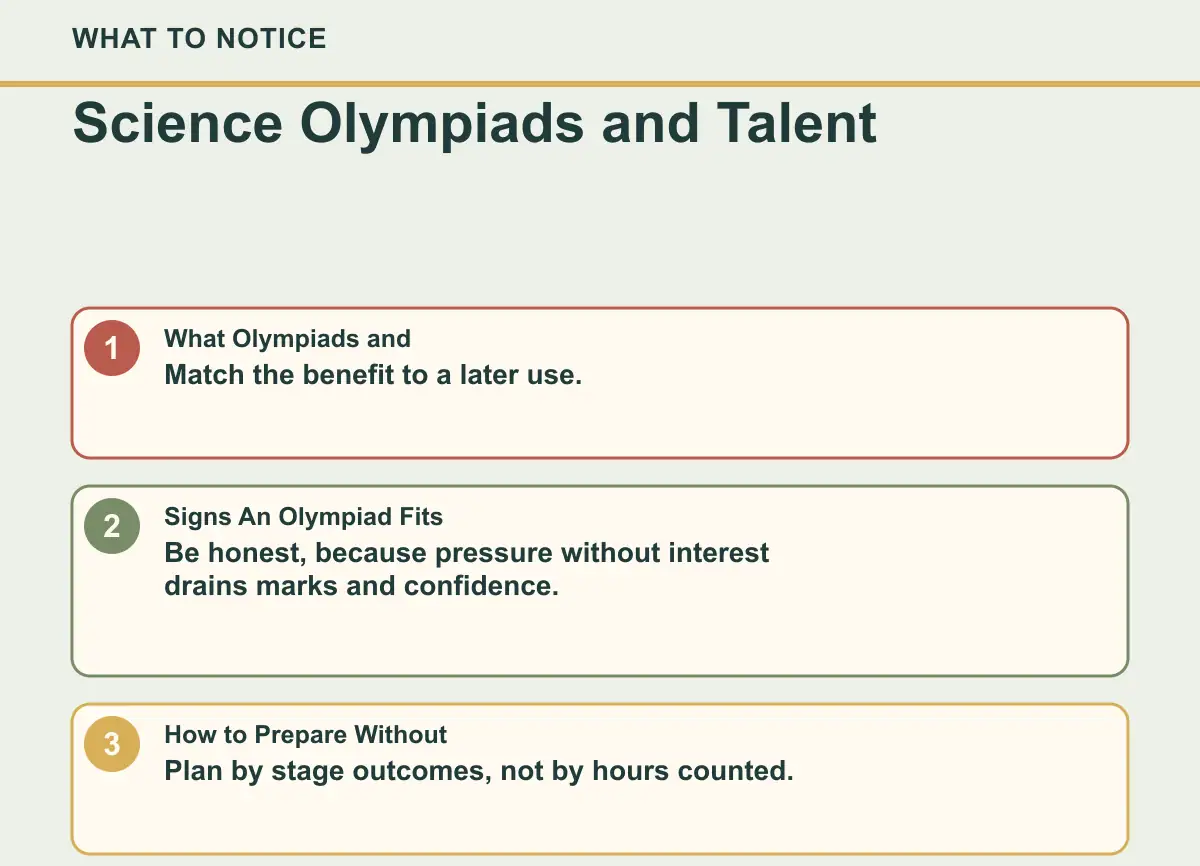 WHAT TO NOTICE
Science Olympiads and Talent
1
What Olympiads and
Match the benefit to a later use.
2
Signs An Olympiad Fits
Be honest, because pressure without interest
drains marks and confidence.
3
How to Prepare Without
Plan by stage outcomes, not by hours counted.